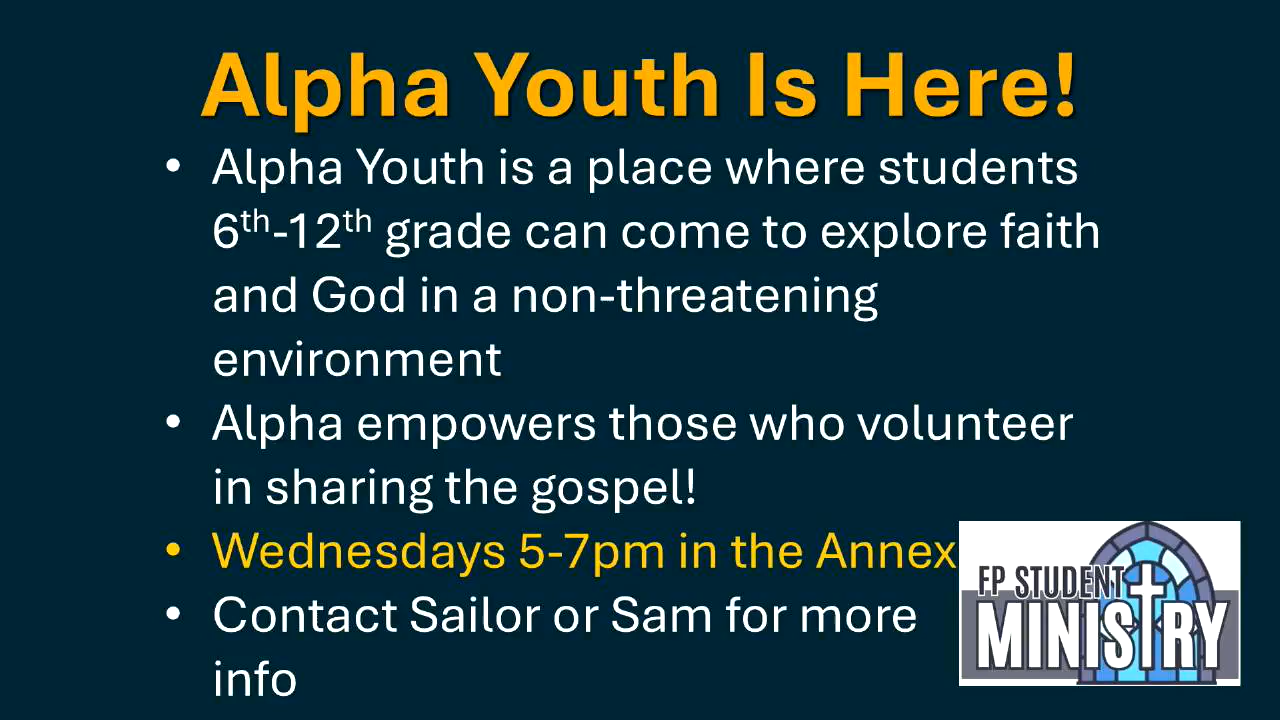 Alpha Youth Is Here!
• Alpha Youth is a place where students
6th-12th grade can come to explore faith
and God in a non-threatening
environment
• Alpha empowers those who volunteer
in sharing the gospel!
• Wednesdays 5-7pm in the Annex
• Contact Sailor or Sam for more
info
FP STUDENT
MINISTRY